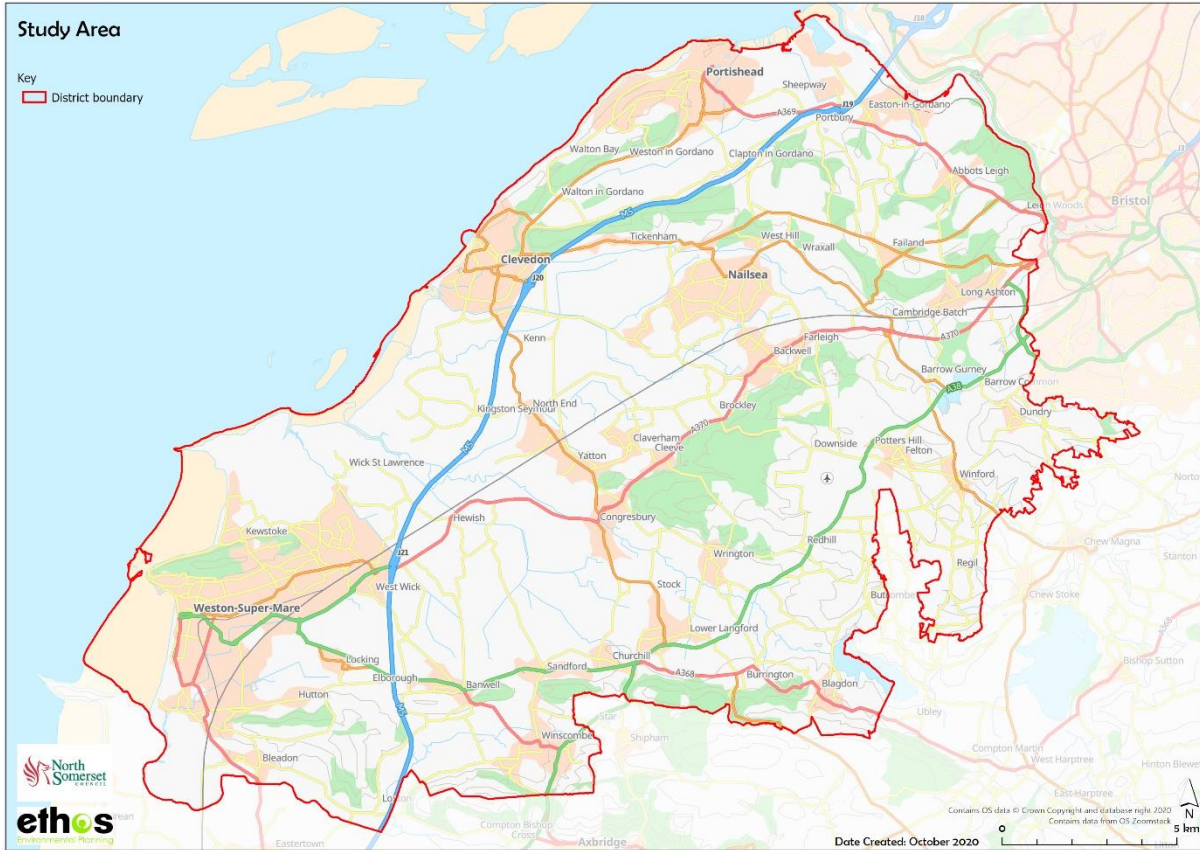 Study Area
Key
District boundary
J18
Portishead
Sheepway
J19
Easton-in-Gordano
A369
Portbury
Walton Bay
Weston in Gordano
Clapton in Gordano
Abbots Leigh
Walton in Gordano
Leigh Woods
Bristol
M5
Tickenham
West Hill
Wraxall
Failand
Clevedon
J20
Nailsea
Long Ashton
Cambridge Batch
Kenn
Farleigh
A370
Backwell
Barrow Gurney
A38
Barrow Common
Kingston Seymour
North End
Brockley
Dundry
A370
Claverham
Cleeve
Downside
Potters Hill
Felton
M5
Yatton
Wick St Lawrence
Winford
Hewish
Congresbury
Kewstoke
Redhill
Chew Magna
Stanton
J21
Wrington
Regil
West Wick
Stock
Butcombe
Chew Stoke
Weston-Super-Mare
Lower Langford
A368
Churchill
Locking
Sandford
Bishop Sutton
Elborough
A368
Burrington
Banwell
Blagdon
Hutton
M5
Ubley
Star
Shipham
Winscombe
Compton Martin
Bleadon
West Harptree
Hinton Blewett
North
Somerset
COUNCIL
East Harptree
Contains OS data © Crown Copyright and database right 2020
Contains data from OS Zoomstack
N
ethos
Environmental Planning
Compton Bishop
Cross
Axbridge
Eastertown
Date Created: October 2020
0
5 km